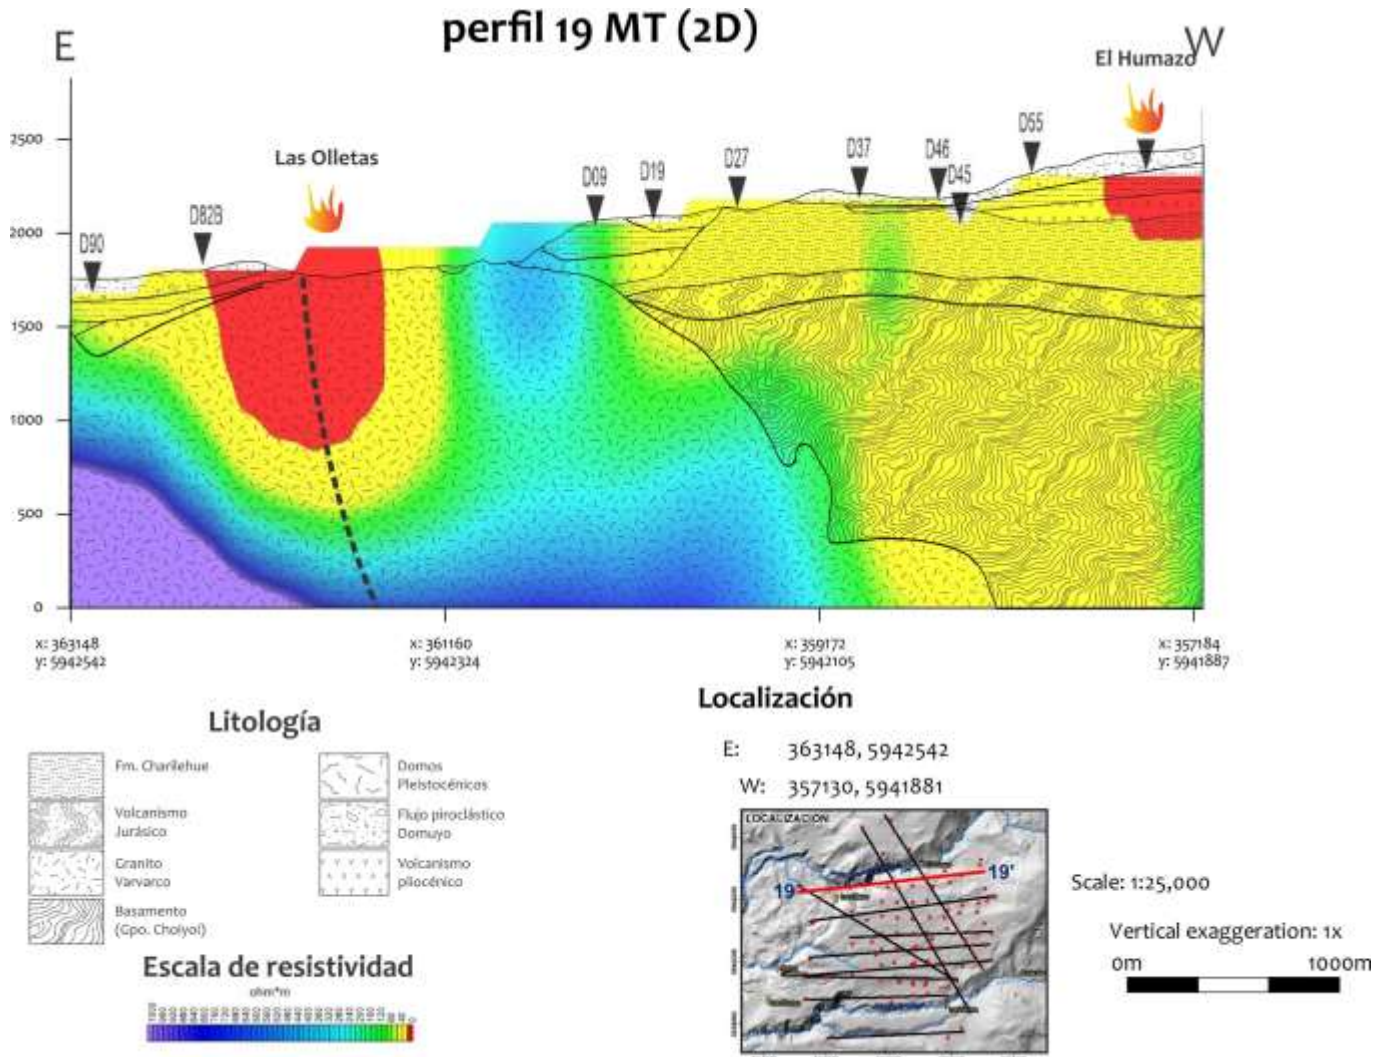 perfil 19 MT (2D)
E
W
El Humazo
Las Olletas
D90
D82B
D09
D19
D27
D37
D46
D45
D55
2500
2000
1500
1000
500
0
x: 363148
y: 5942542
x: 361160
y: 5942324
x: 359172
y: 5942105
x: 357184
y: 5941887
Litología
Fm. Charilehue
Volcanismo
Jurásico
Granito
Varvarco
Basamento
(Gpo. Choiyoi)
Domos
Pleistocénicos
Flujo piroclástico
Domuyo
Volcanismo
pliocénico
Escala de resistividad
ohm*m
Localización
E: 363148, 5942542
W: 357130, 5941881
LOCALIZACIÓN
19
19'
Scale: 1:25,000
Vertical exaggeration: 1x
0m
1000m